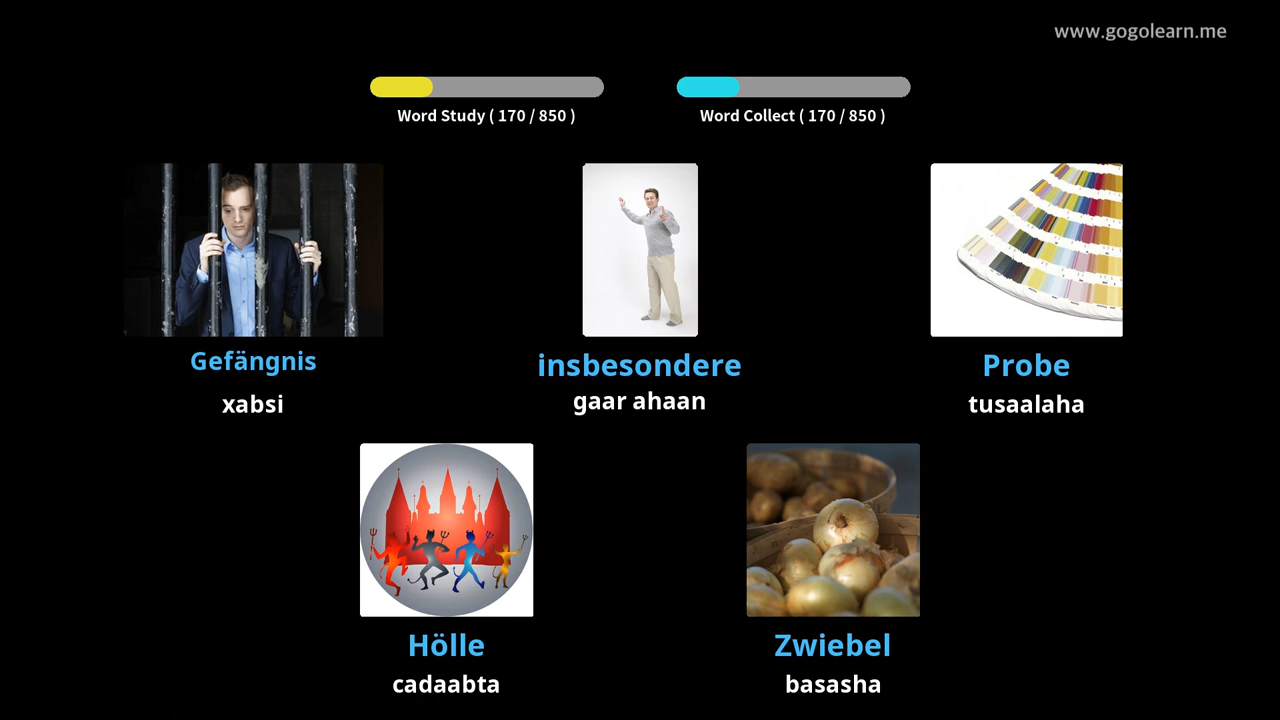 www.gogolearn.me
Word Study ( 170 / 850 )
Word Collect ( 170 / 850 )
Gefängnis
xabsi
insbesondere
gaar ahaan
Probe
tusaalaha
Hölle
cadaabta
Zwiebel
basasha